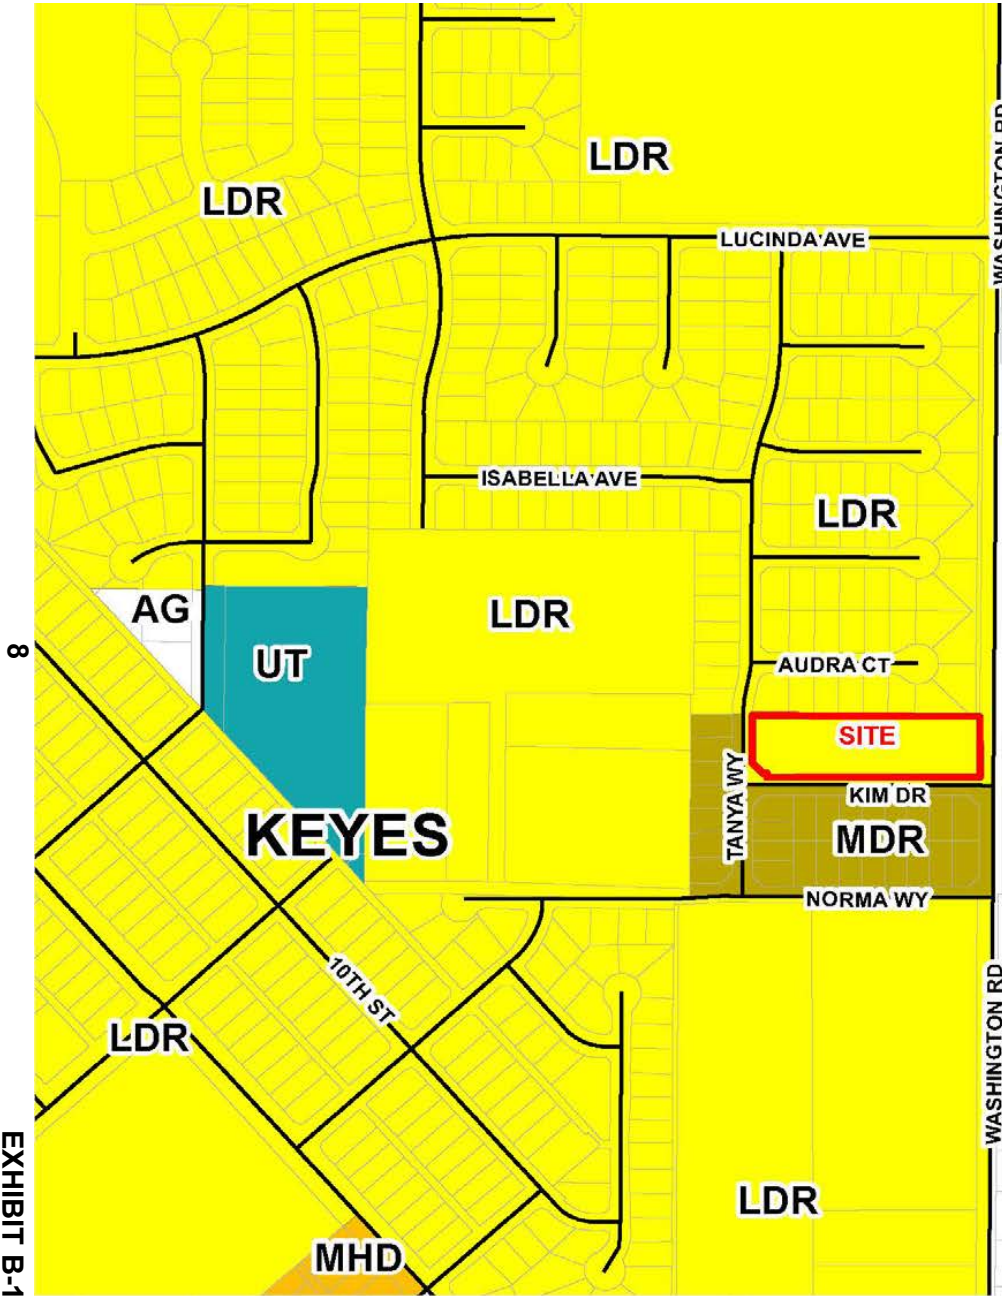 WASHINGTON RD
LDR
LDR
LUCINDA AVE
ISABELLA AVE
LDR
AG
LDR
UT
AUDRA CT
SITE
TANYA WY
KIM DR
KEYES
MDR
NORMA WY
10TH ST
WASHINGTON RD
LDR
LDR
MHD
8
EXHIBIT B-1